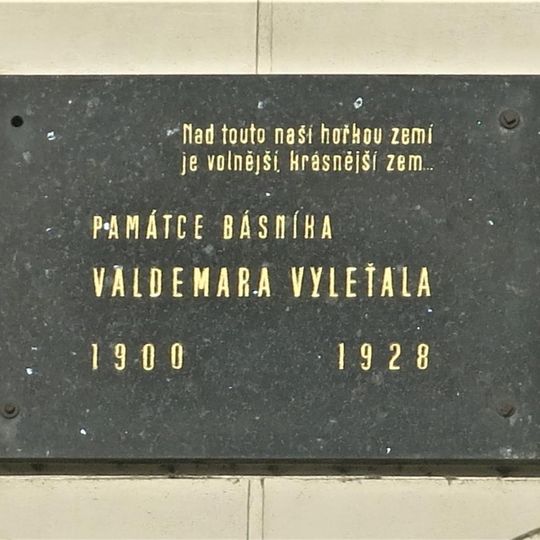 Nad touto naší hořkou zemí
je volnější, krásnější zem...
PAMÁTCE BÁSNÍKA
VALDEMARA VYLEŤALA
1900 1928